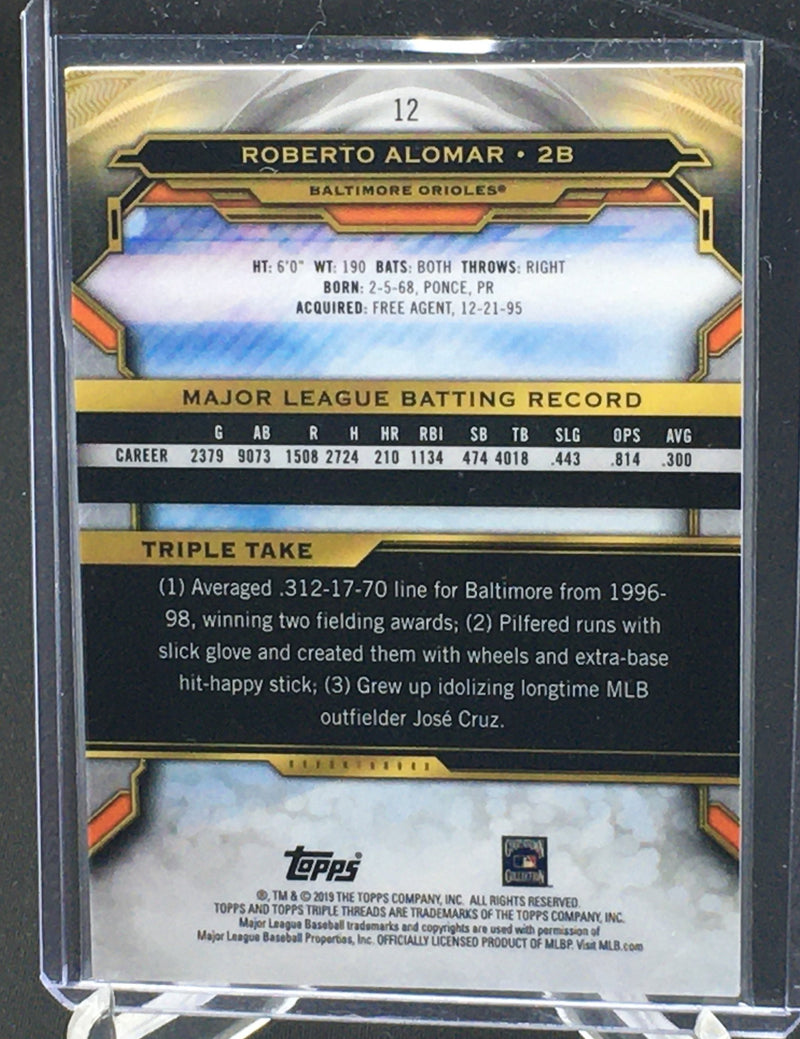 12
ROBERTO ALOMAR • 2B
BALTIMORE ORIOLES®
HT: 6'0" WT: 190 BATS: BOTH THROWS: RIGHT
BORN: 2-5-68, PONCE, PR
ACQUIRED: FREE AGENT, 12-21-95
MAJOR LEAGUE BATTING RECORD
G AB R H HR RBI SB TB SLG OPS AVG
CAREER 2379 9073 1508 2724 210 1134 474 4018 .443 .814 .300
TRIPLE TAKE
(1) Averaged .312-17-70 line for Baltimore from 1996-
98, winning two fielding awards; (2) Pilfered runs with
slick glove and created them with wheels and extra-base
hit-happy stick; (3) Grew up idolizing longtime MLB
outfielder José Cruz.
topps
COOPERSTOWN
COLLECTION
®, TM & © 2019 THE TOPPS COMPANY, INC. ALL RIGHTS RESERVED.
TOPPS AND TOPPS TRIPLE THREADS ARE TRADEMARKS OF THE TOPPS COMPANY, INC.
Major League Baseball trademarks and copyrights are used with permission of
Major League Baseball Properties, Inc. OFFICIALLY LICENSED PRODUCT OF MLBP. Visit MLB.com